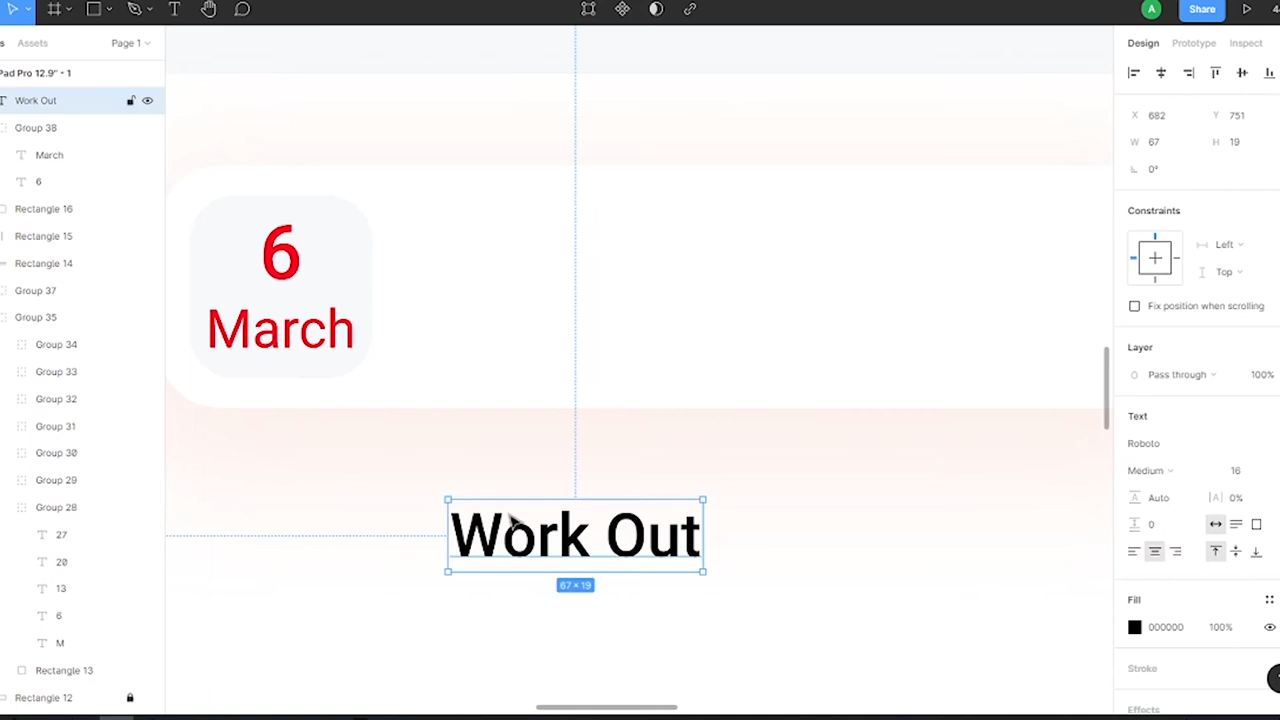 A
Share
Assets
Page 1
Design
Prototype
Inspect
Pad Pro 12.9" - 1
Work Out
X 682
Y 751
Group 38
W 67
H 19
March
0°
6
Rectangle 16
Constraints
Rectangle 15
Left
Rectangle 14
Top
Group 37
Fix position when scrolling
Group 35
Group 34
Layer
Group 33
Pass through
100%
Group 32
Text
Group 31
Roboto
Group 30
Medium
16
Group 29
Auto
|A| 0%
Group 28
0
27
20
13
Fill
6
000000
100%
M
Rectangle 13
Stroke
Rectangle 12
Effects
6
March
Work Out
67 × 19